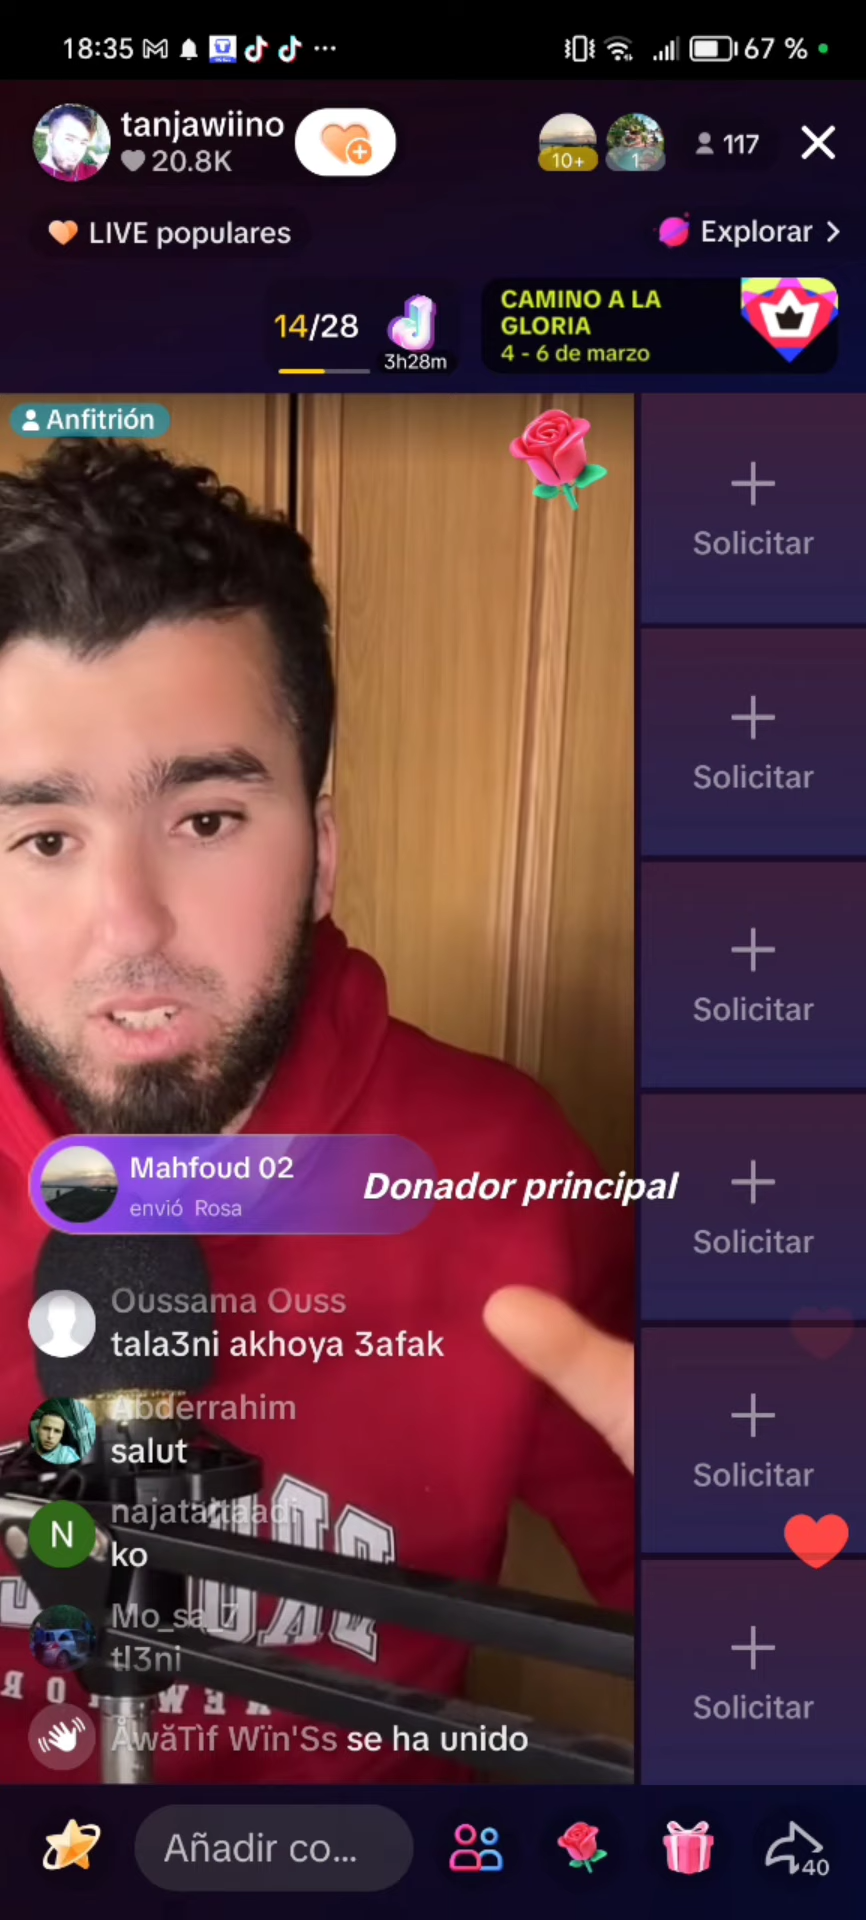 18:35
67 %
tanjawiino
20.8K
10+
1
117
LIVE populares
Explorar >
14/28
3h28m
CAMINO A LA
GLORIA
4 - 6 de marzo
Anfitrión
Solicitar
Solicitar
Solicitar
Mahfoud 02
envió Rosa
Donador principal
Solicitar
Oussama Ouss
tala3ni akhoya 3afak
Abderrahim
salut
Solicitar
ko
Mo_sa_7
tl3ni
Solicitar
ÅwăTìf Wïn'Ss se ha unido
N
Añadir co...
40